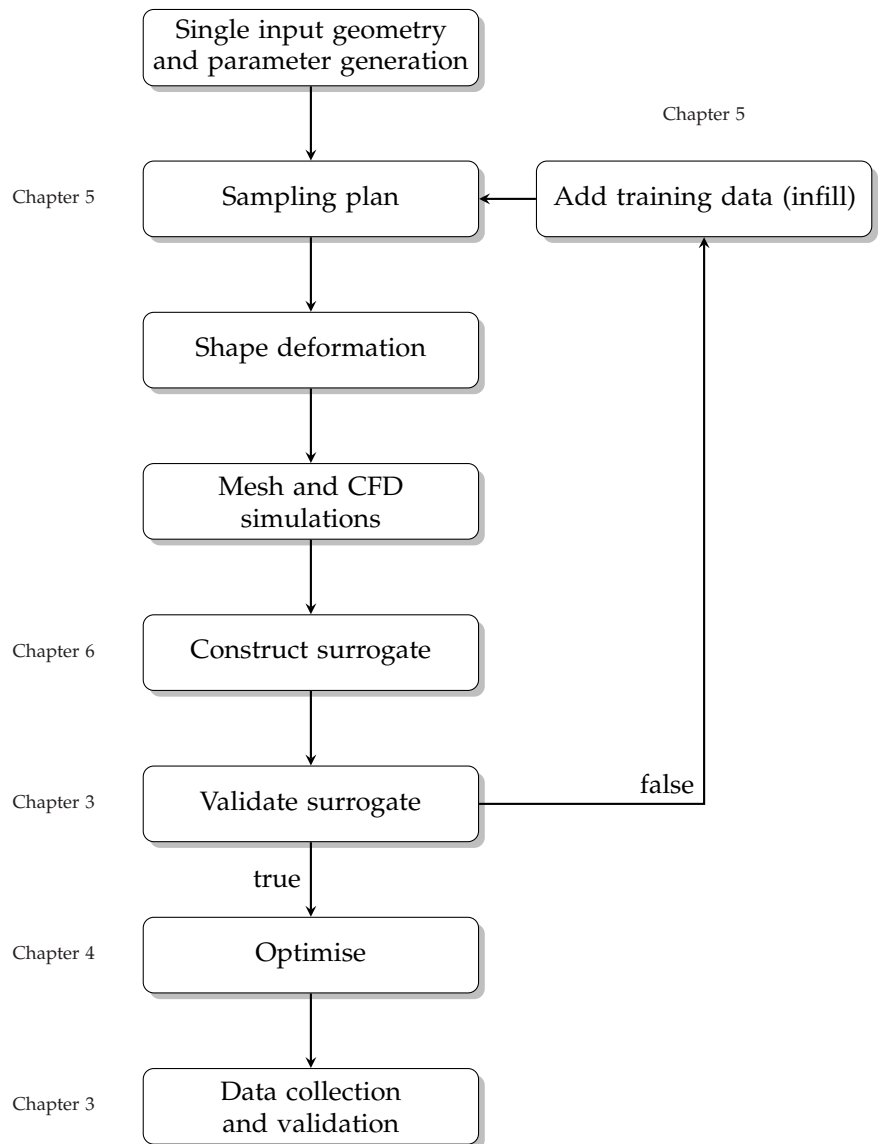 Single input geometry
and parameter generation
Chapter 5
Chapter 5
Sampling plan
Add training data (infill)
Shape deformation
Mesh and CFD
simulations
Chapter 6
Construct surrogate
Chapter 3
Validate surrogate
false
true
Chapter 4
Optimise
Chapter 3
Data collection
and validation